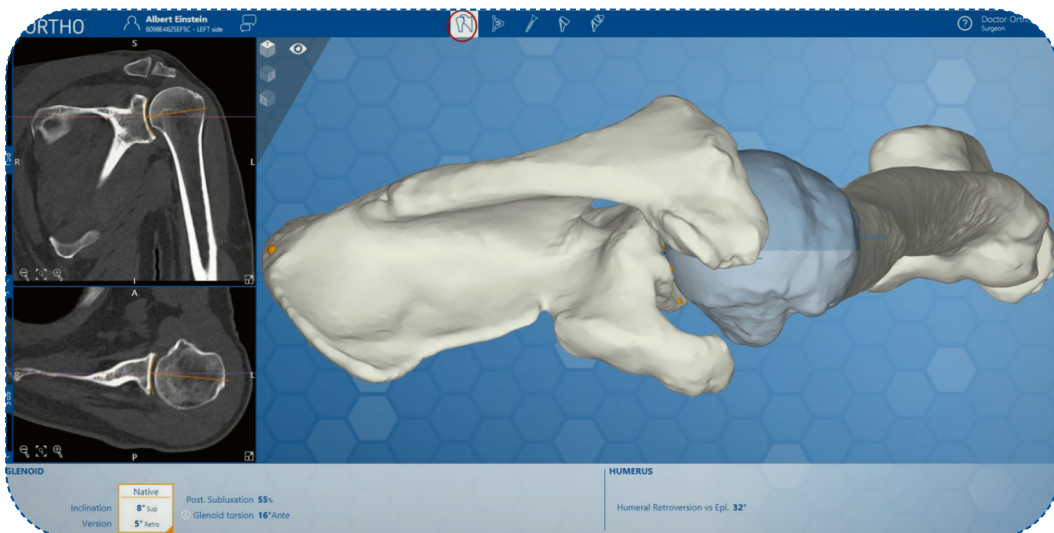 ORTHO
Albert Einstein
6098E4625EF5C - LEFT side
?
Doctor Orth
Surgeon
S
R
L
I
A
R
L
P
GLENOID
Native
Inclination 8° Sup
Version 5° Retro
Post. Subluxation 55%
Glenoid torsion 16°Ante
HUMERUS
Humeral Retroversion vs Epi. 32°